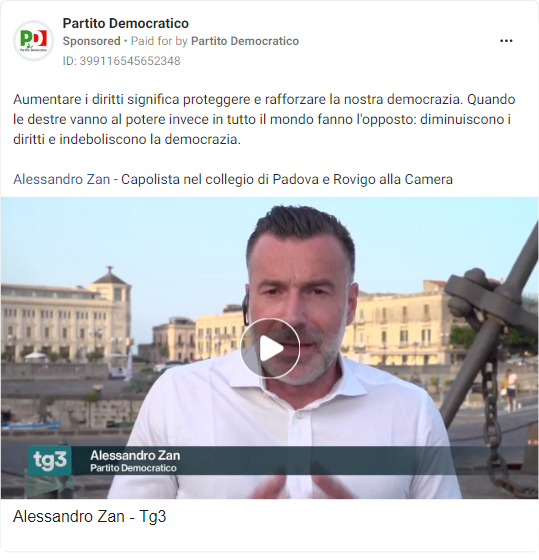 Partito Democratico
Sponsored • Paid for by Partito Democratico
ID: 399116545652348
PD
Partito Democratico
Aumentare i diritti significa proteggere e rafforzare la nostra democrazia. Quando
le destre vanno al potere invece in tutto il mondo fanno l'opposto: diminuiscono i
diritti e indeboliscono la democrazia.
Alessandro Zan - Capolista nel collegio di Padova e Rovigo alla Camera
tg3
Alessandro Zan
Partito Democratico
Alessandro Zan - Tg3